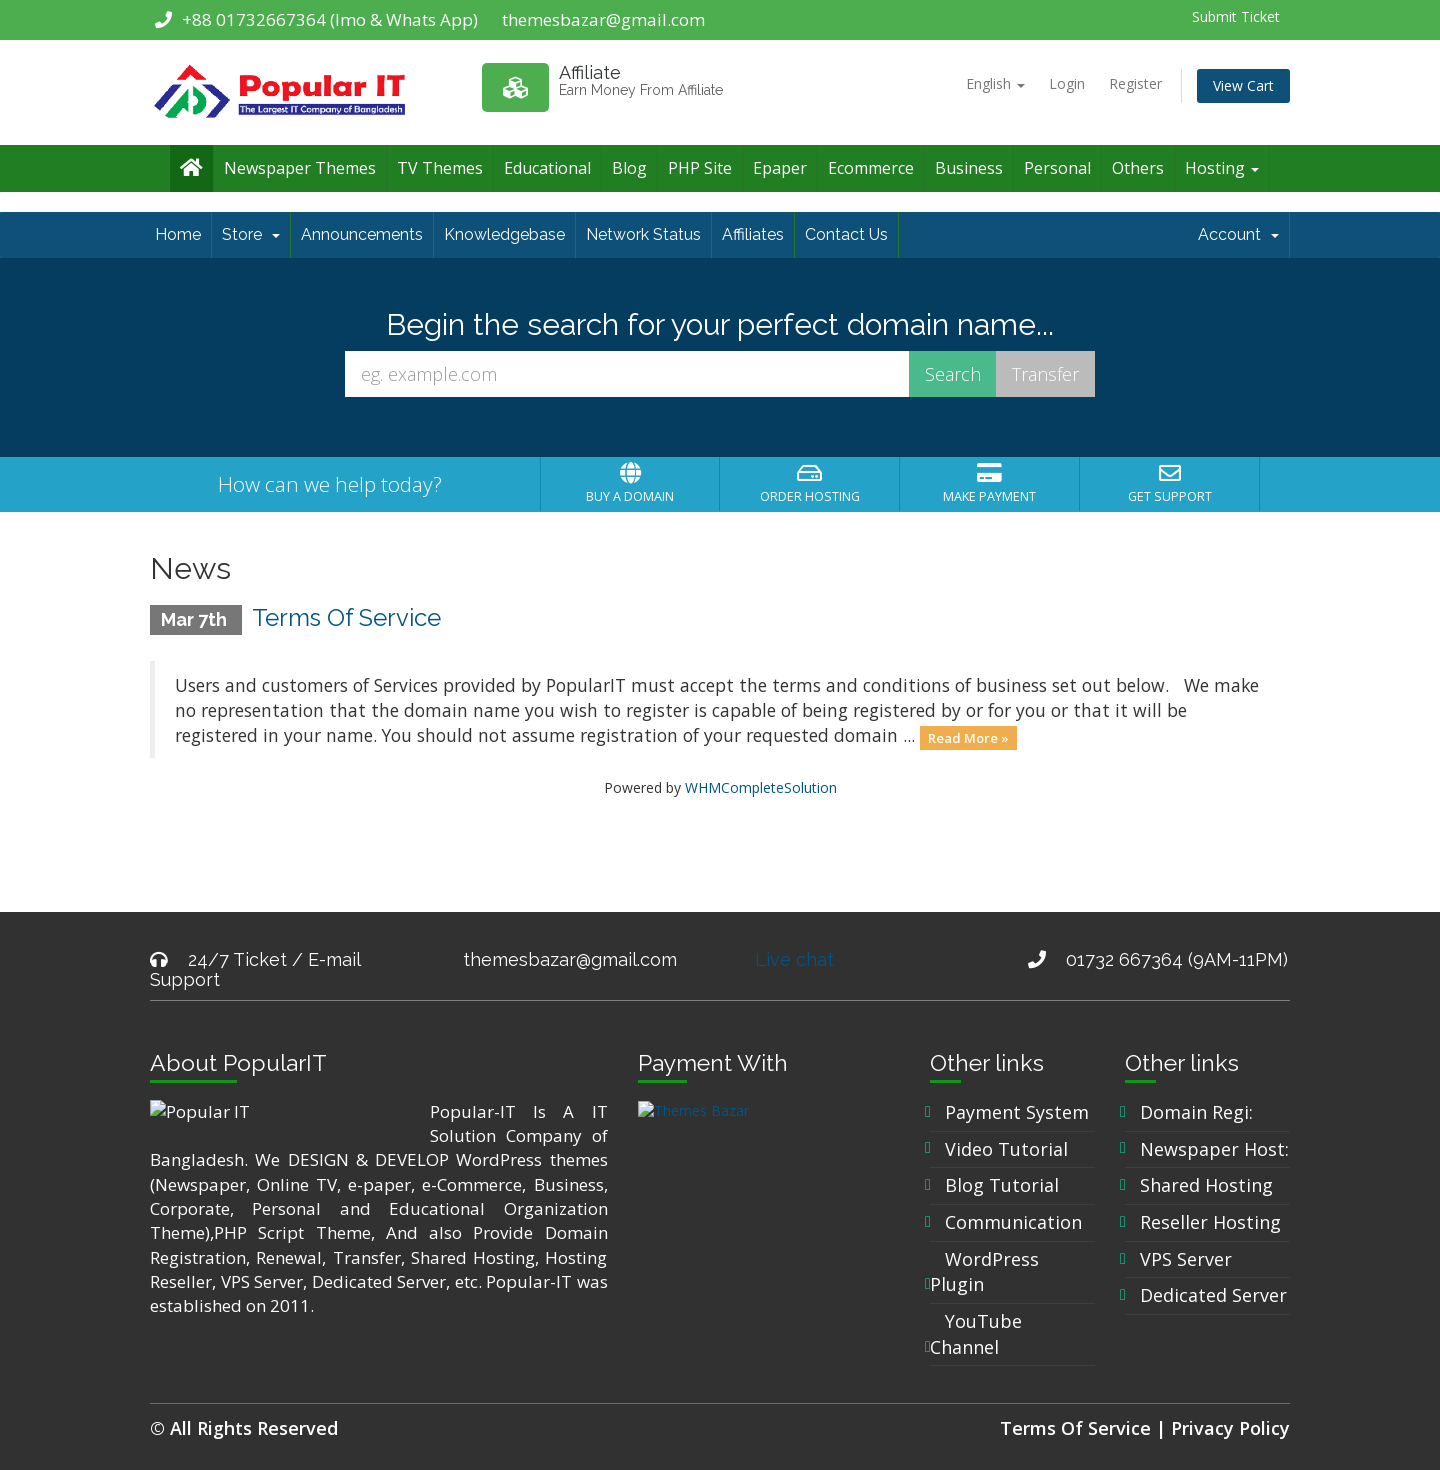 +88 01732667364 (Imo & Whats App) themesbazar@gmail.com Submit Ticket
Popular IT
The Largest IT Company of Bangladesh
Affiliate
Earn Money From Affiliate
English Login Register View Cart
Newspaper Themes TV Themes Educational Blog PHP Site Epaper Ecommerce Business Personal Others Hosting
Home Store Announcements Knowledgebase Network Status Affiliates Contact Us Account
Begin the search for your perfect domain name...
eg. example.com Search Transfer
How can we help today?
BUY A DOMAIN ORDER HOSTING MAKE PAYMENT GET SUPPORT
News
Mar 7th Terms Of Service
Users and customers of Services provided by PopularIT must accept the terms and conditions of business set out below. We make
no representation that the domain name you wish to register is capable of being registered by or for you or that it will be
registered in your name. You should not assume registration of your requested domain ... Read More »
Powered by WHMCompleteSolution
24/7 Ticket / E-mail
Support
themesbazar@gmail.com
Live chat
01732 667364 (9AM-11PM)
About PopularIT
Popular IT
Popular-IT Is A IT
Solution Company of
Bangladesh. We DESIGN & DEVELOP WordPress themes
(Newspaper, Online TV, e-paper, e-Commerce, Business,
Corporate, Personal and Educational Organization
Theme),PHP Script Theme, And also Provide Domain
Registration, Renewal, Transfer, Shared Hosting, Hosting
Reseller, VPS Server, Dedicated Server, etc. Popular-IT was
established on 2011.
Payment With
Themes Bazar
Other links
Payment System
Video Tutorial
Blog Tutorial
Communication
WordPress
Plugin
YouTube
Channel
Other links
Domain Regi:
Newspaper Host:
Shared Hosting
Reseller Hosting
VPS Server
Dedicated Server
© All Rights Reserved
Terms Of Service | Privacy Policy